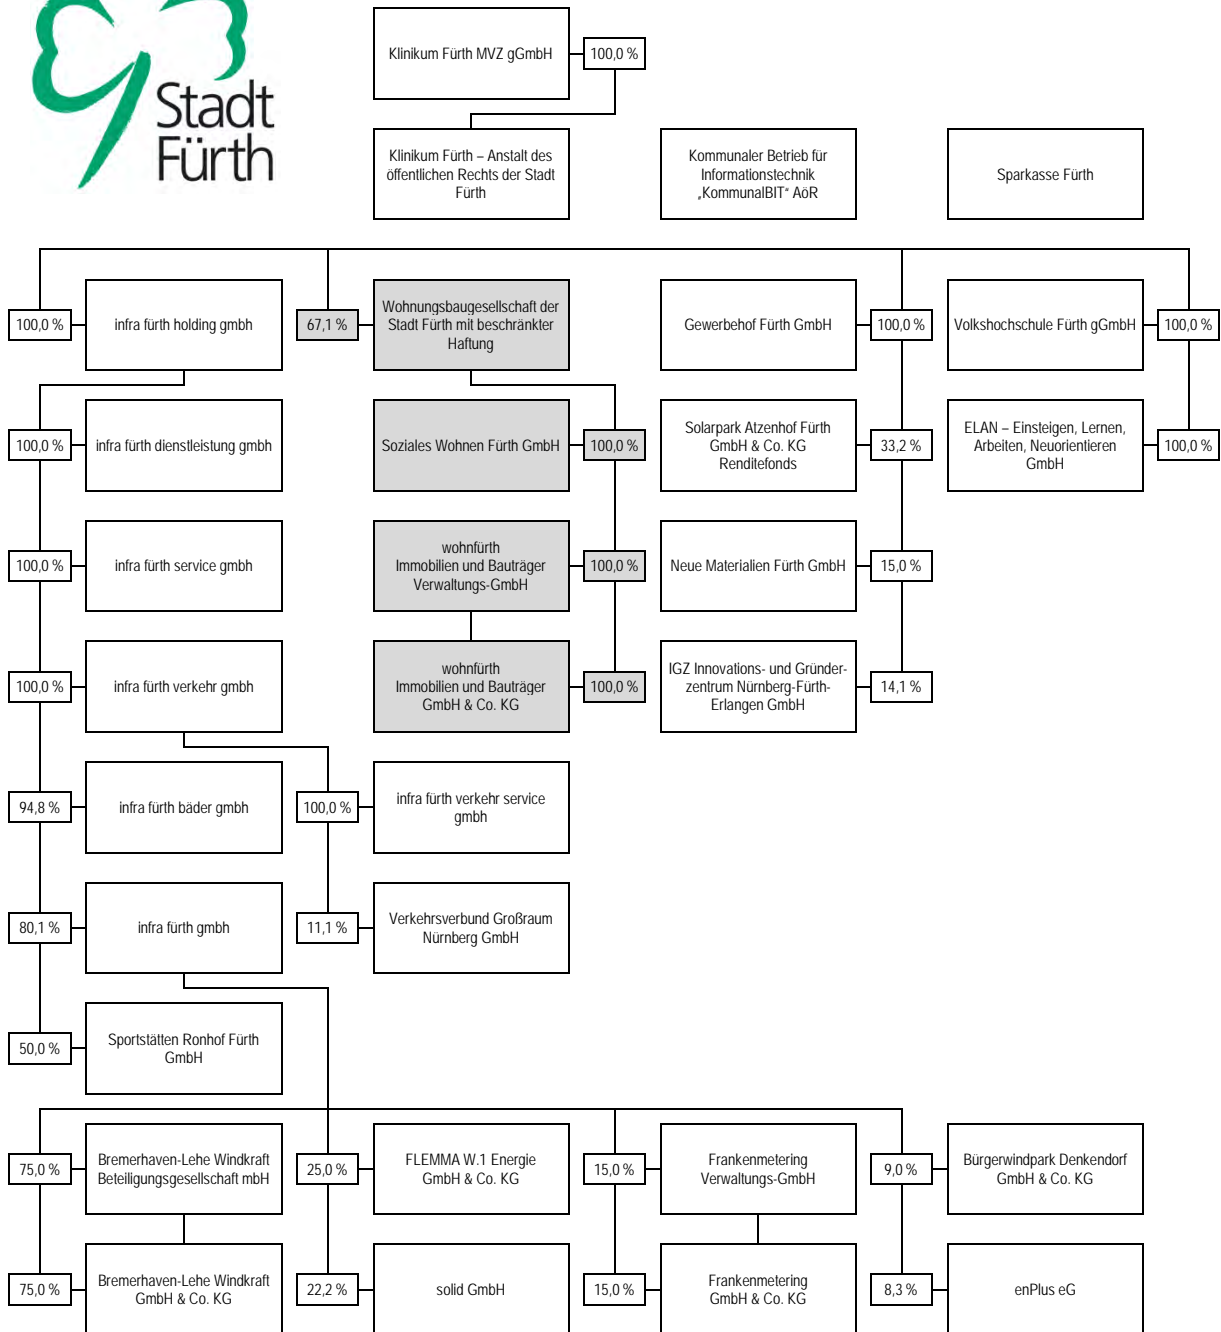 Stadt
Fürth
Klinikum Fürth MVZ gGmbH
100,0 %
Klinikum Fürth – Anstalt des
öffentlichen Rechts der Stadt
Fürth
Kommunaler Betrieb für
Informationstechnik
„KommunalBIT“ AöR
Sparkasse Fürth
100,0 %
infra fürth holding gmbh
67,1 %
Wohnungsbaugesellschaft der
Stadt Fürth mit beschränkter
Haftung
Gewerbehof Fürth GmbH
100,0 %
Volkshochschule Fürth gGmbH
100,0 %
100,0 %
infra fürth dienstleistung gmbh
Soziales Wohnen Fürth GmbH
100,0 %
Solarpark Atzenhof Fürth
GmbH & Co. KG
Renditefonds
33,2 %
ELAN – Einsteigen, Lernen,
Arbeiten, Neuorientieren
GmbH
100,0 %
100,0 %
infra fürth service gmbh
wohnfürth
Immobilien und Bauträger
Verwaltungs-GmbH
100,0 %
Neue Materialien Fürth GmbH
15,0 %
100,0 %
infra fürth verkehr gmbh
wohnfürth
Immobilien und Bauträger
GmbH & Co. KG
100,0 %
IGZ Innovations- und Gründer-
zentrum Nürnberg-Fürth-
Erlangen GmbH
14,1 %
94,8 %
infra fürth bäder gmbh
100,0 %
infra fürth verkehr service
gmbh
80,1 %
infra fürth gmbh
11,1 %
Verkehrsverbund Großraum
Nürnberg GmbH
50,0 %
Sportstätten Ronhof Fürth
GmbH
75,0 %
Bremerhaven-Lehe Windkraft
Beteiligungsgesellschaft mbH
25,0 %
FLEMMA W.1 Energie
GmbH & Co. KG
15,0 %
Frankenmetering
Verwaltungs-GmbH
9,0 %
Bürgerwindpark Denkendorf
GmbH & Co. KG
75,0 %
Bremerhaven-Lehe Windkraft
GmbH & Co. KG
22,2 %
solid GmbH
15,0 %
Frankenmetering
GmbH & Co. KG
8,3 %
enPlus eG